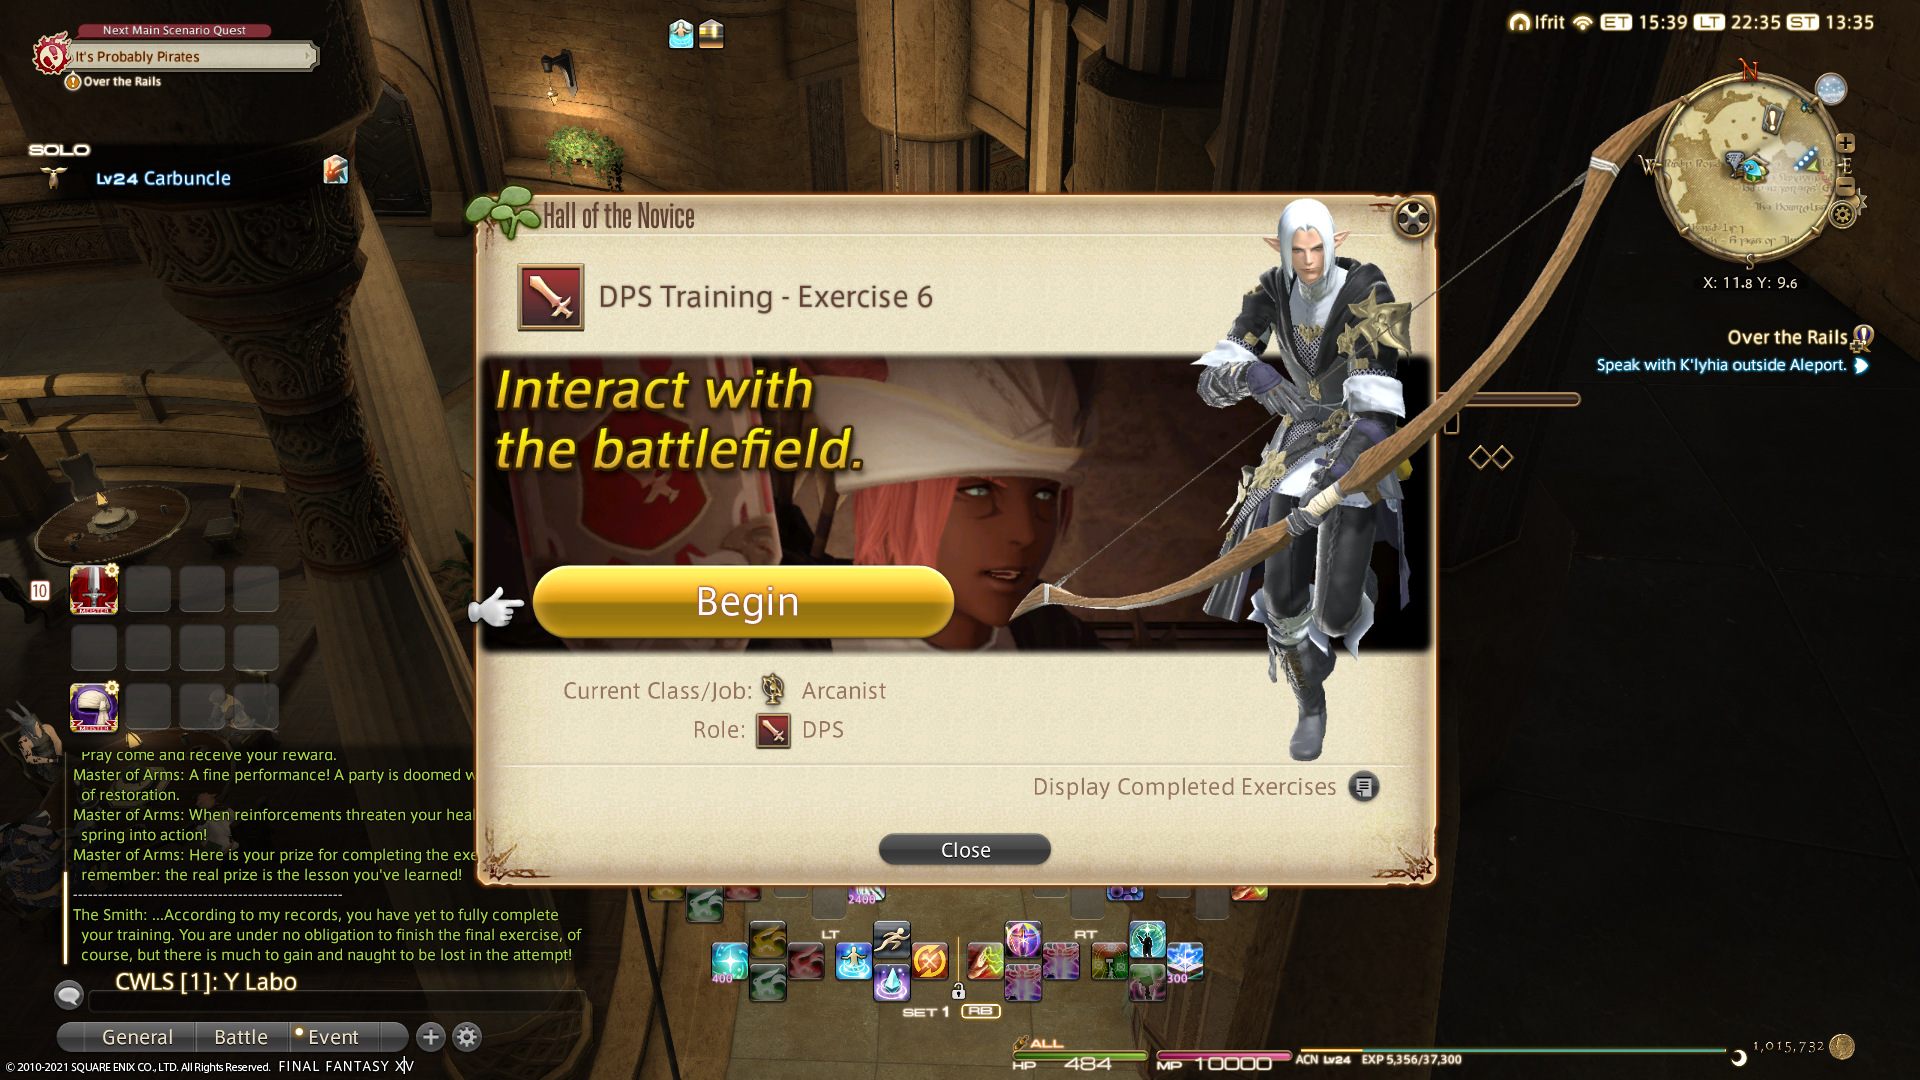 Next Main Scenario Quest
It's Probably Pirates
Over the Rails
Ifrit ET 15:39 LT 22:35 ST 13:35
SOLO
Lv24 Carbuncle
N
W
E
S
X: 11.8 Y: 9.6
Over the Rails
Speak with K'lyhia outside Aleport.
Hall of the Novice
DPS Training - Exercise 6
Interact with
the battlefield.
Begin
Current Class/Job: Arcanist
Role: DPS
Display Completed Exercises
Close
10
MEISTER
MEISTER
Pray come and receive your reward.
Master of Arms: A fine performance! A party is doomed w
of restoration.
Master of Arms: When reinforcements threaten your heal
spring into action!
Master of Arms: Here is your prize for completing the exe
remember: the real prize is the lesson you've learned!
The Smith: ...According to my records, you have yet to fully complete
your training. You are under no obligation to finish the final exercise, of
course, but there is much to gain and naught to be lost in the attempt!
CWLS [1]: Y Labo
General Battle Event
© 2010-2021 SQUARE ENIX CO., LTD. All Rights Reserved. FINAL FANTASY XIV
2400
LT
RT
400
300
SET 1 RB
ALL
HP 484 MP 10000 ACN Lv24 EXP 5,356/37,300
1,015,732